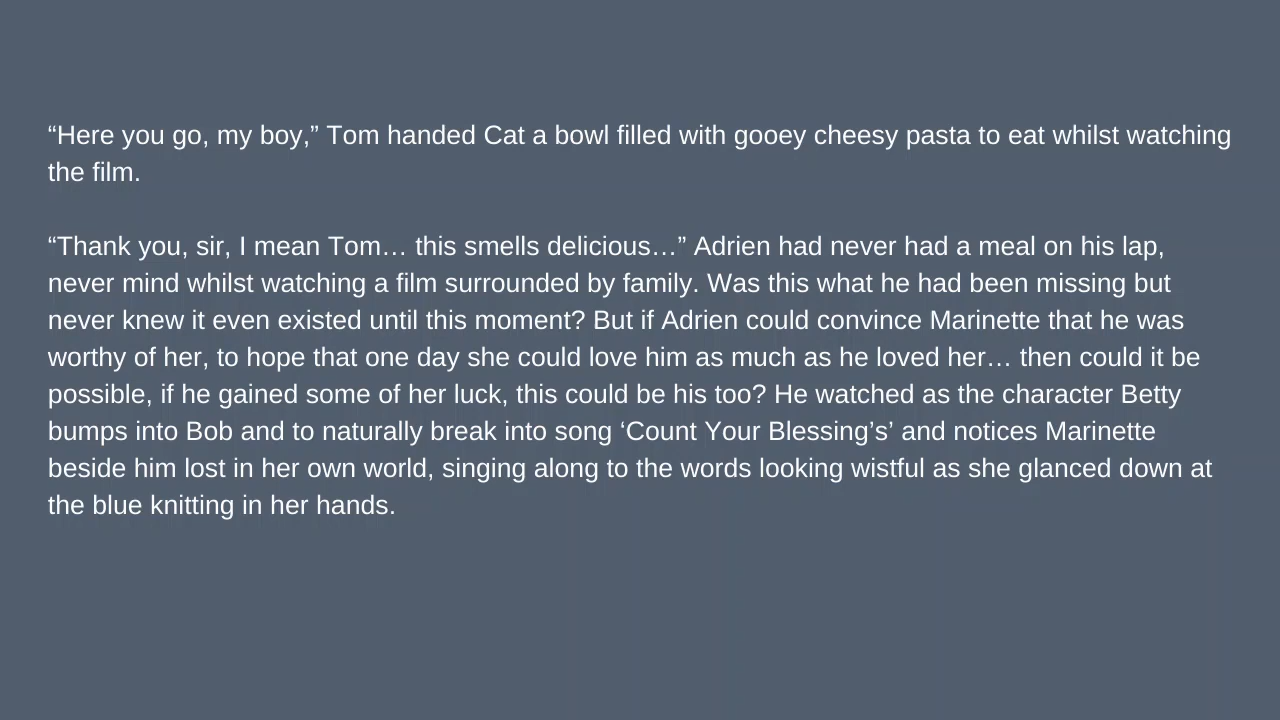 “Here you go, my boy,” Tom handed Cat a bowl filled with gooey cheesy pasta to eat whilst watching
the film.
“Thank you, sir, I mean Tom… this smells delicious…” Adrien had never had a meal on his lap,
never mind whilst watching a film surrounded by family. Was this what he had been missing but
never knew it even existed until this moment? But if Adrien could convince Marinette that he was
worthy of her, to hope that one day she could love him as much as he loved her… then could it be
possible, if he gained some of her luck, this could be his too? He watched as the character Betty
bumps into Bob and to naturally break into song ‘Count Your Blessing’s’ and notices Marinette
beside him lost in her own world, singing along to the words looking wistful as she glanced down at
the blue knitting in her hands.